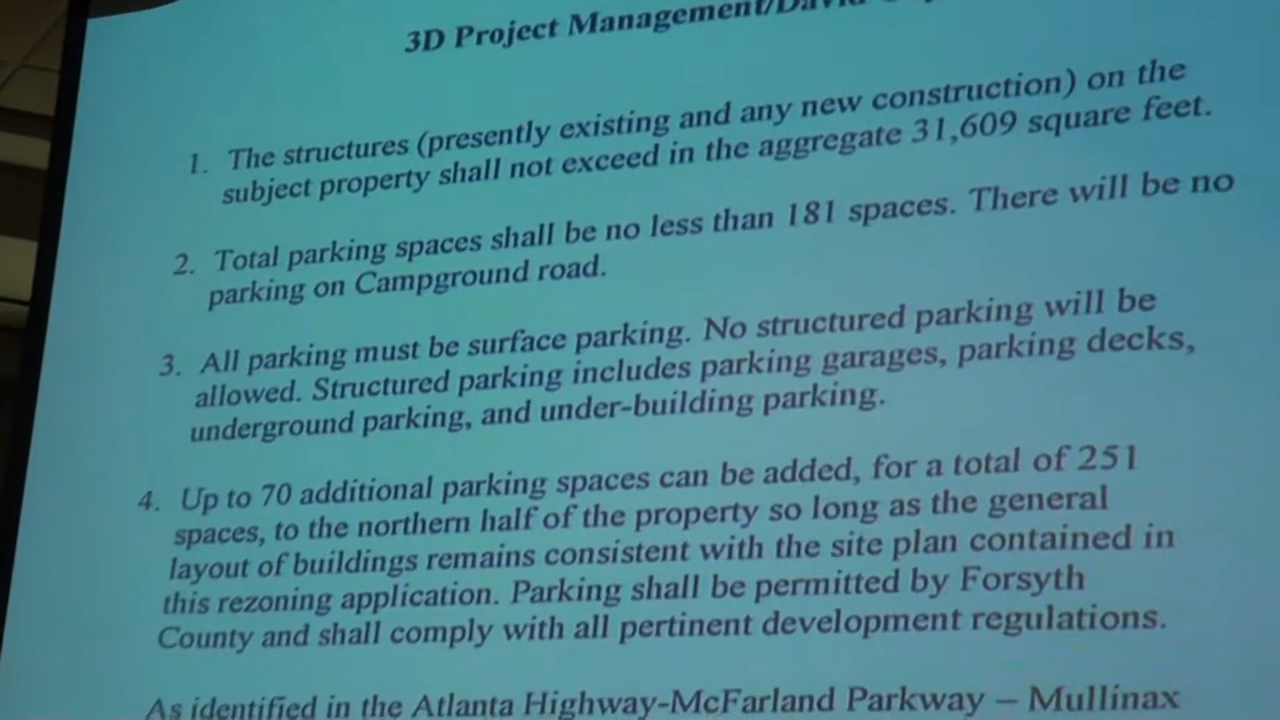 3D Project Management/David
1. The structures (presently existing and any new construction) on the
subject property shall not exceed in the aggregate 31,609 square feet.
2. Total parking spaces shall be no less than 181 spaces. There will be no
parking on Campground road.
3. All parking must be surface parking. No structured parking will be
allowed. Structured parking includes parking garages, parking decks,
underground parking, and under-building parking.
4. Up to 70 additional parking spaces can be added, for a total of 251
spaces, to the northern half of the property so long as the general
layout of buildings remains consistent with the site plan contained in
this rezoning application. Parking shall be permitted by Forsyth
County and shall comply with all pertinent development regulations.
As identified in the Atlanta Highway-McFarland Parkway – Mullinax